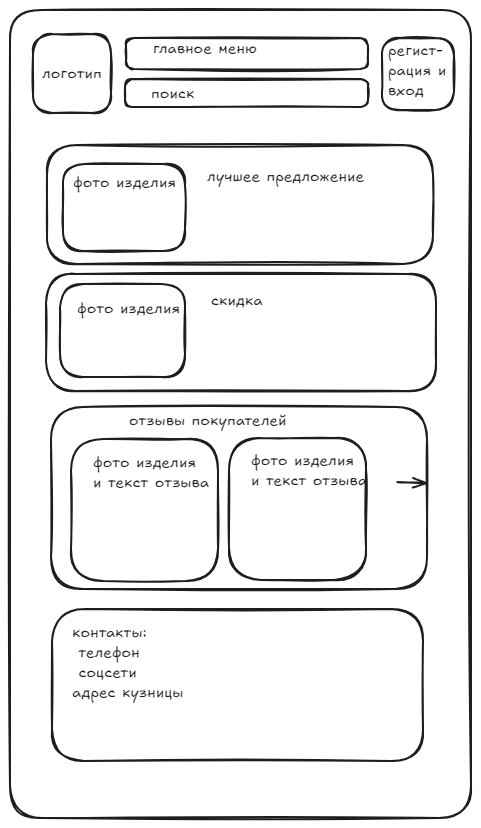 логотип
главное меню
поиск
регист-
рация и
вход
фото изделия
лучшее предложение
фото изделия
скидка
отзывы покупателей
фото изделия
и текст отзыва
фото изделия
и текст отзыва
контакты:
телефон
соцсети
адрес кузницы